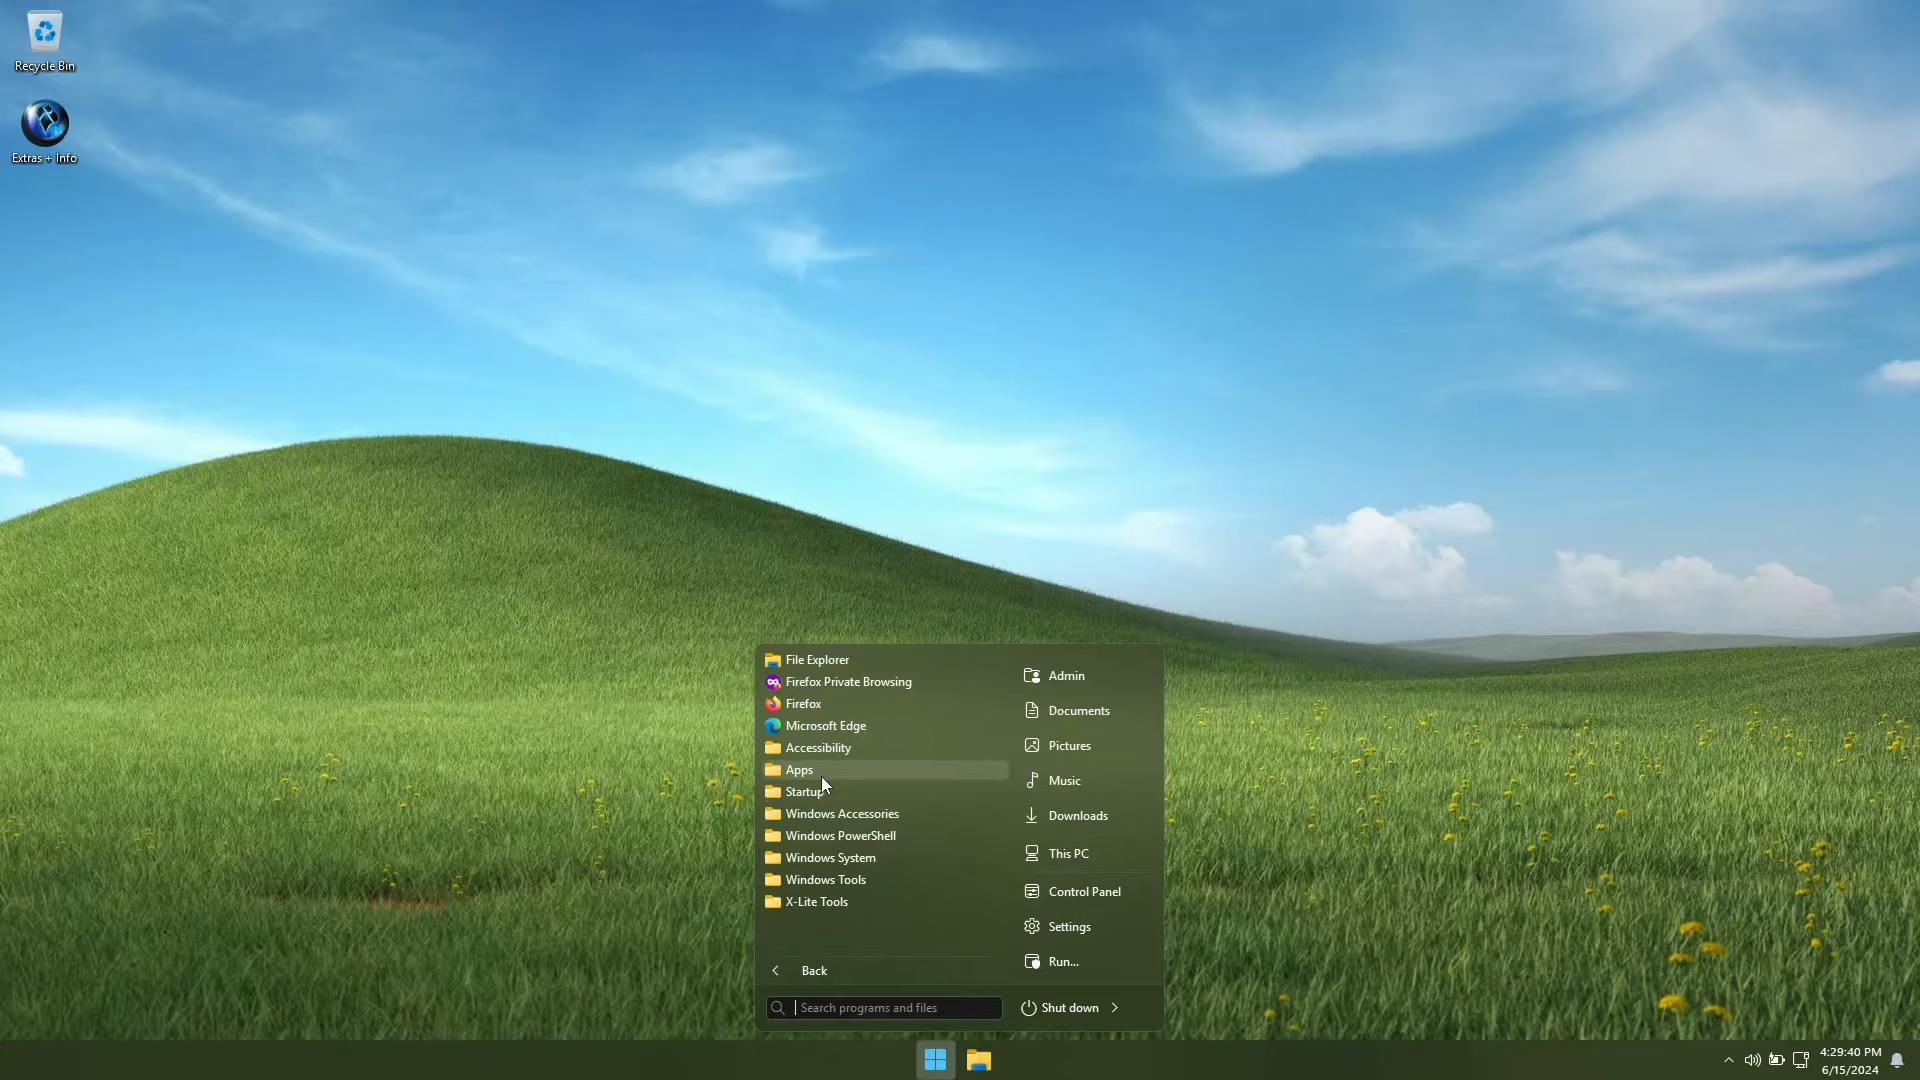 Recycle Bin
Extras + Info
File Explorer
Firefox Private Browsing
Firefox
Microsoft Edge
Accessibility
Apps
Startup
Windows Accessories
Windows PowerShell
Windows System
Windows Tools
X-Lite Tools
Back
Search programs and files
Admin
Documents
Pictures
Music
Downloads
This PC
Control Panel
Settings
Run...
Shut down
4:29:40 PM
6/15/2024